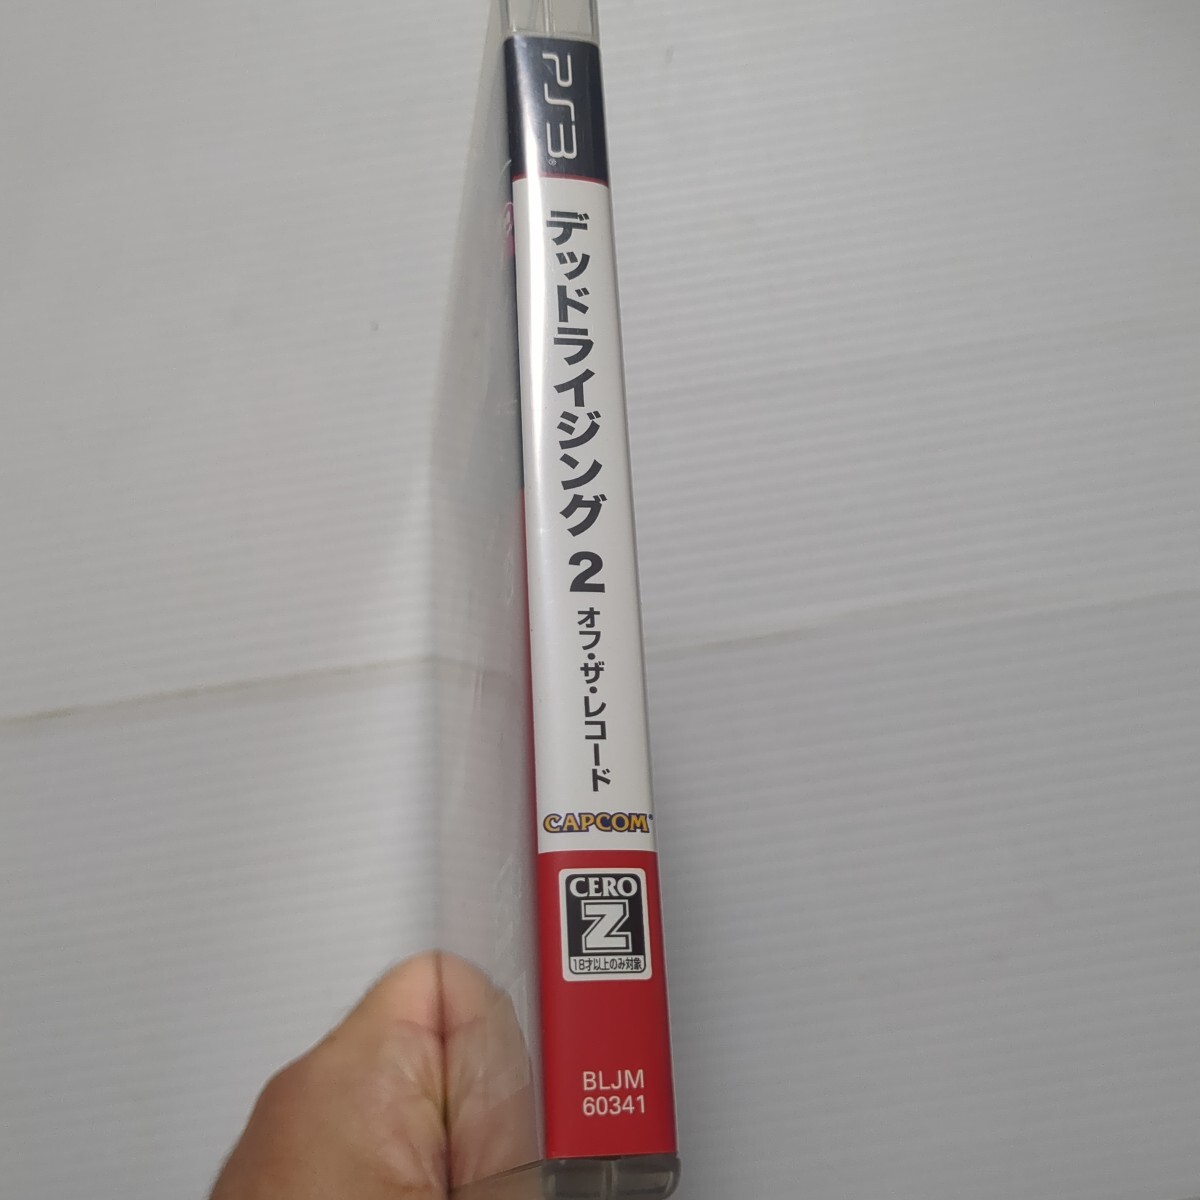 PS3®
デッドライジング 2
オフ・ザ・レコード
CAPCOM®
CERO
Z
18才以上のみ対象
BLJM
60341